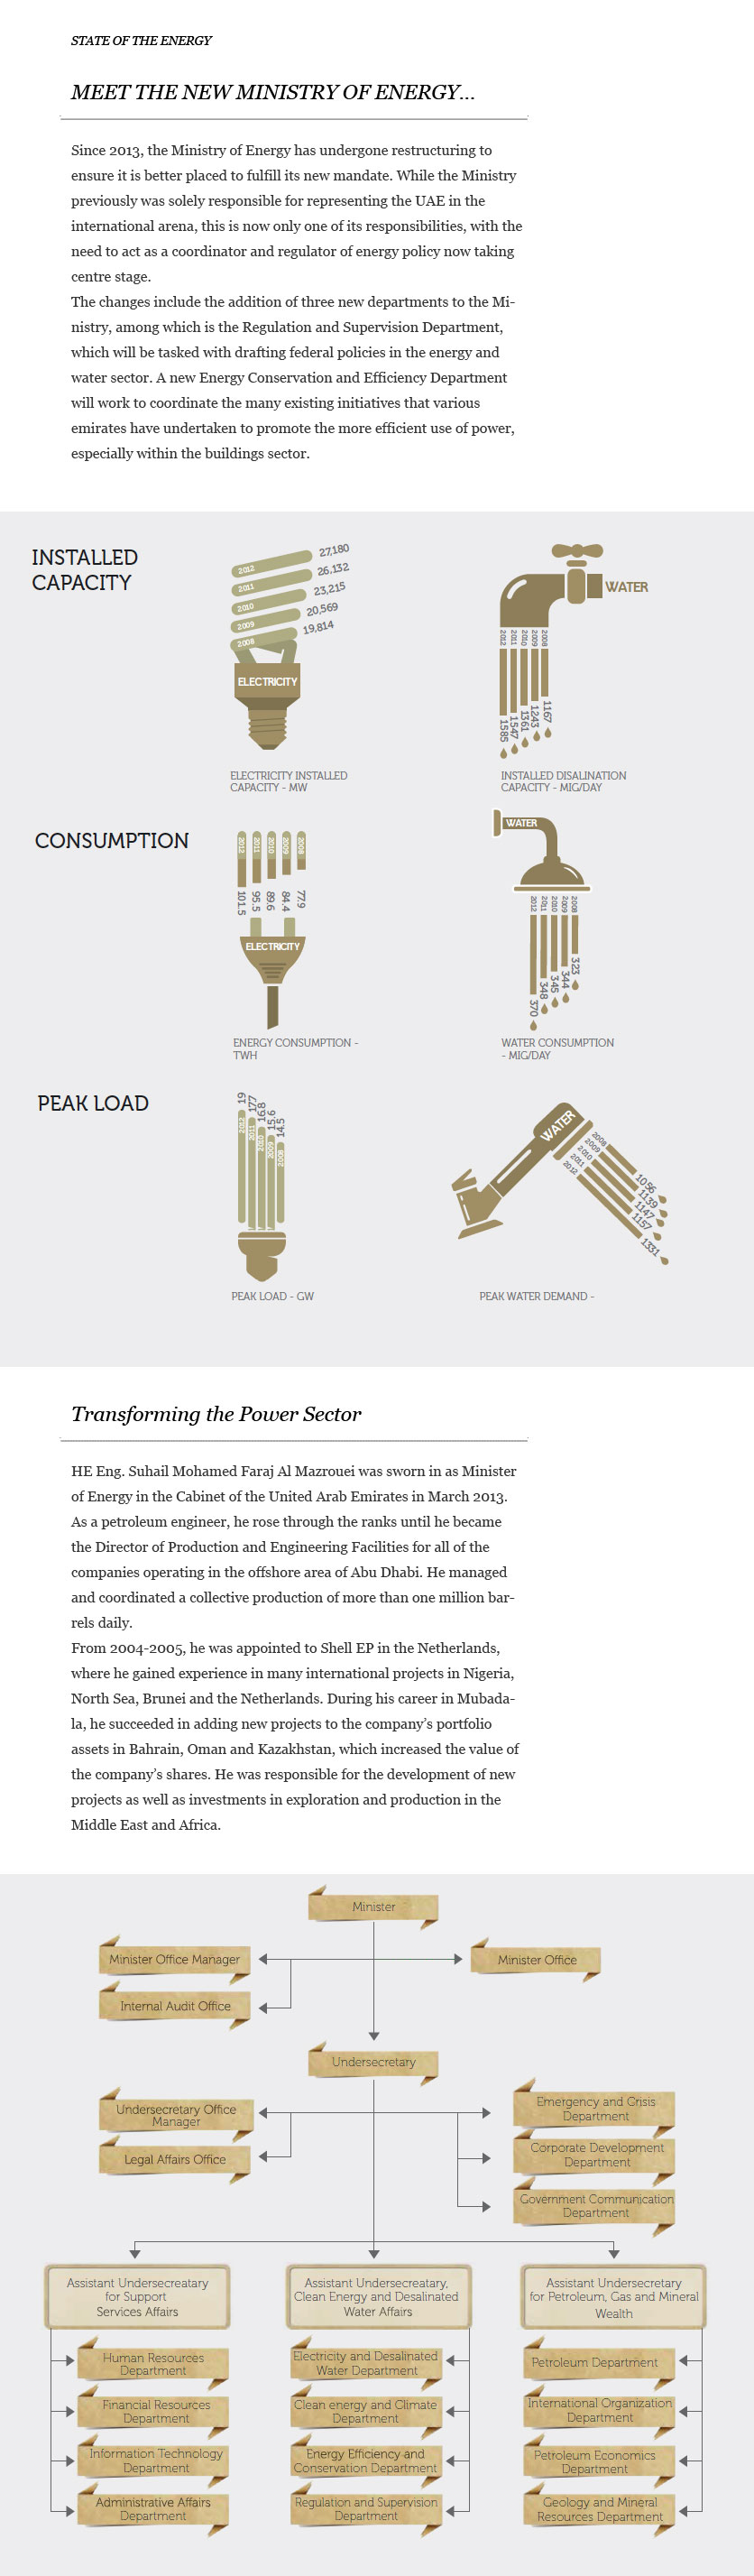 STATE OF THE ENERGY
MEET THE NEW MINISTRY OF ENERGY...
Since 2013, the Ministry of Energy has undergone restructuring to
ensure it is better placed to fulfill its new mandate. While the Ministry
previously was solely responsible for representing the UAE in the
international arena, this is now only one of its responsibilities, with the
need to act as a coordinator and regulator of energy policy now taking
centre stage.
The changes include the addition of three new departments to the Mi-
nistry, among which is the Regulation and Supervision Department,
which will be tasked with drafting federal policies in the energy and
water sector. A new Energy Conservation and Efficiency Department
will work to coordinate the many existing initiatives that various
emirates have undertaken to promote the more efficient use of power,
especially within the buildings sector.
INSTALLED
CAPACITY
2012 27,180
2011 26,132
2010 23,215
2009 20,569
2008 19,814
ELECTRICITY
ELECTRICITY INSTALLED
CAPACITY - MW
WATER
2012 1585
2011 1547
2010 1361
2009 1243
2008 1167
INSTALLED DISALINATION
CAPACITY - MIG/DAY
CONSUMPTION
2012 101.5
2011 95.5
2010 89.6
2009 84.4
2008 77.9
ELECTRICITY
ENERGY CONSUMPTION -
TWH
WATER
2012 370
2011 348
2010 345
2009 344
2008 323
WATER CONSUMPTION
- MIG/DAY
PEAK LOAD
2012 19
2011 17.7
2010 16.8
2009 15.6
2008 14.5
PEAK LOAD - GW
WATER
2008 1056
2009 1139
2010 1147
2011 1157
2012 1331
PEAK WATER DEMAND -
Transforming the Power Sector
HE Eng. Suhail Mohamed Faraj Al Mazrouei was sworn in as Minister
of Energy in the Cabinet of the United Arab Emirates in March 2013.
As a petroleum engineer, he rose through the ranks until he became
the Director of Production and Engineering Facilities for all of the
companies operating in the offshore area of Abu Dhabi. He managed
and coordinated a collective production of more than one million bar-
rels daily.
From 2004-2005, he was appointed to Shell EP in the Netherlands,
where he gained experience in many international projects in Nigeria,
North Sea, Brunei and the Netherlands. During his career in Mubada-
la, he succeeded in adding new projects to the company's portfolio
assets in Bahrain, Oman and Kazakhstan, which increased the value of
the company's shares. He was responsible for the development of new
projects as well as investments in exploration and production in the
Middle East and Africa.
Minister
Minister Office Manager
Minister Office
Internal Audit Office
Undersecretary
Undersecretary Office
Manager
Legal Affairs Office
Emergency and Crisis
Department
Corporate Development
Department
Government Communication
Department
Assistant Undersecreatary
for Support
Services Affairs
Assistant Undersecreatary,
Clean Energy and Desalinated
Water Affairs
Assistant Undersecretary
for Petroleum, Gas and Mineral
Wealth
Human Resources
Department
Financial Resources
Department
Information Technology
Department
Administrative Affairs
Department
Electricity and Desalinated
Water Department
Clean energy and Climate
Department
Energy Efficiency and
Conservation Department
Regulation and Supervision
Department
Petroleum Department
International Organization
Department
Petroleum Economics
Department
Geology and Mineral
Resources Department